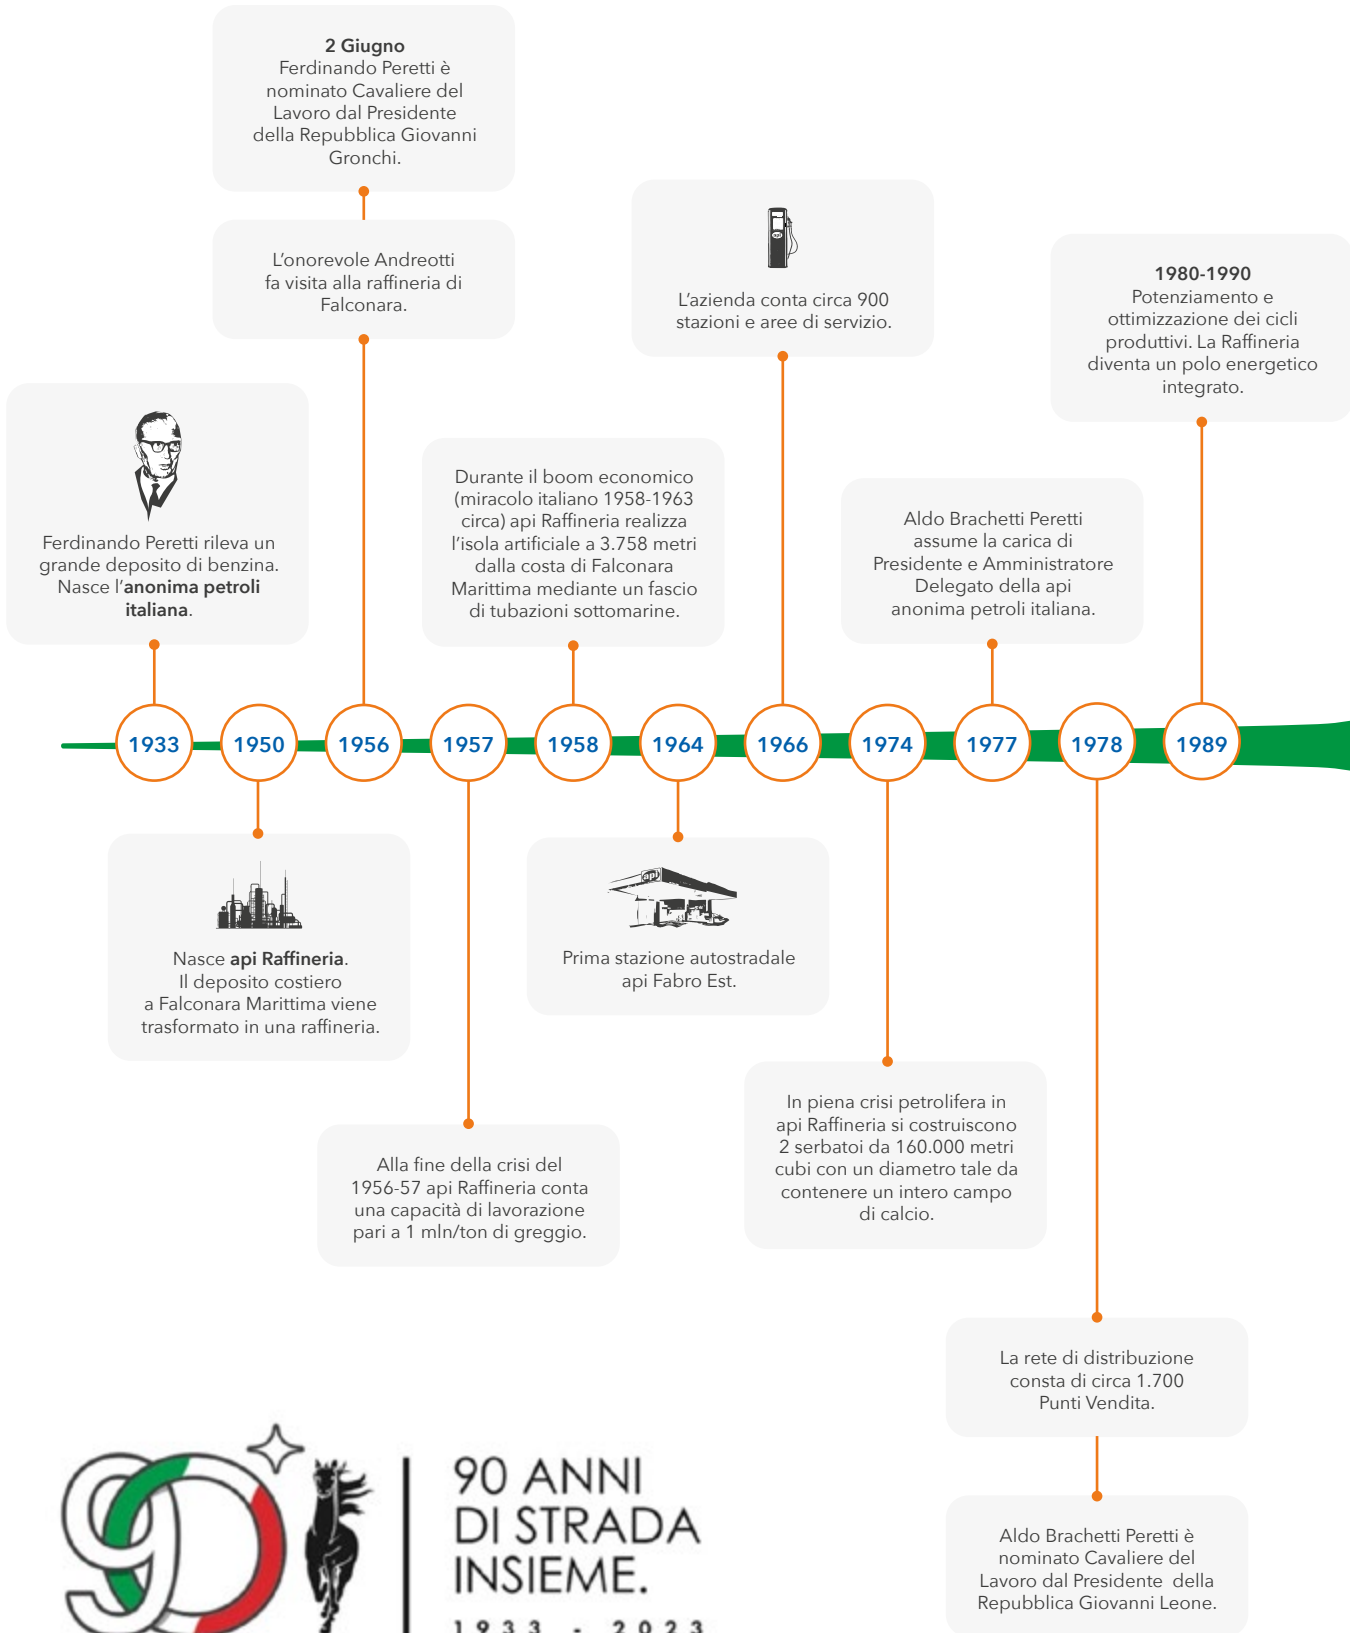 2 Giugno
Ferdinando Peretti è
nominato Cavaliere del
Lavoro dal Presidente
della Repubblica Giovanni
Gronchi.
L'onorevole Andreotti
fa visita alla raffineria di
Falconara.
L'azienda conta circa 900
stazioni e aree di servizio.
1980-1990
Potenziamento e
ottimizzazione dei cicli
produttivi. La Raffineria
diventa un polo energetico
integrato.
Ferdinando Peretti rileva un
grande deposito di benzina.
Nasce l'anonima petroli
italiana.
Durante il boom economico
(miracolo italiano 1958-1963
circa) api Raffineria realizza
l'isola artificiale a 3.758 metri
dalla costa di Falconara
Marittima mediante un fascio
di tubazioni sottomarine.
Aldo Brachetti Peretti
assume la carica di
Presidente e Amministratore
Delegato della api
anonima petroli italiana.
1933 1950 1956 1957 1958 1964 1966 1974 1977 1978 1989
api
Nasce api Raffineria.
Il deposito costiero
a Falconara Marittima viene
trasformato in una raffineria.
api
Prima stazione autostradale
api Fabro Est.
Alla fine della crisi del
1956-57 api Raffineria conta
una capacità di lavorazione
pari a 1 mln/ton di greggio.
In piena crisi petrolifera in
api Raffineria si costruiscono
2 serbatoi da 160.000 metri
cubi con un diametro tale da
contenere un intero campo
di calcio.
La rete di distribuzione
consta di circa 1.700
Punti Vendita.
Aldo Brachetti Peretti è
nominato Cavaliere del
Lavoro dal Presidente della
Repubblica Giovanni Leone.
90
90 ANNI
DI STRADA
INSIEME.
1933 - 2023